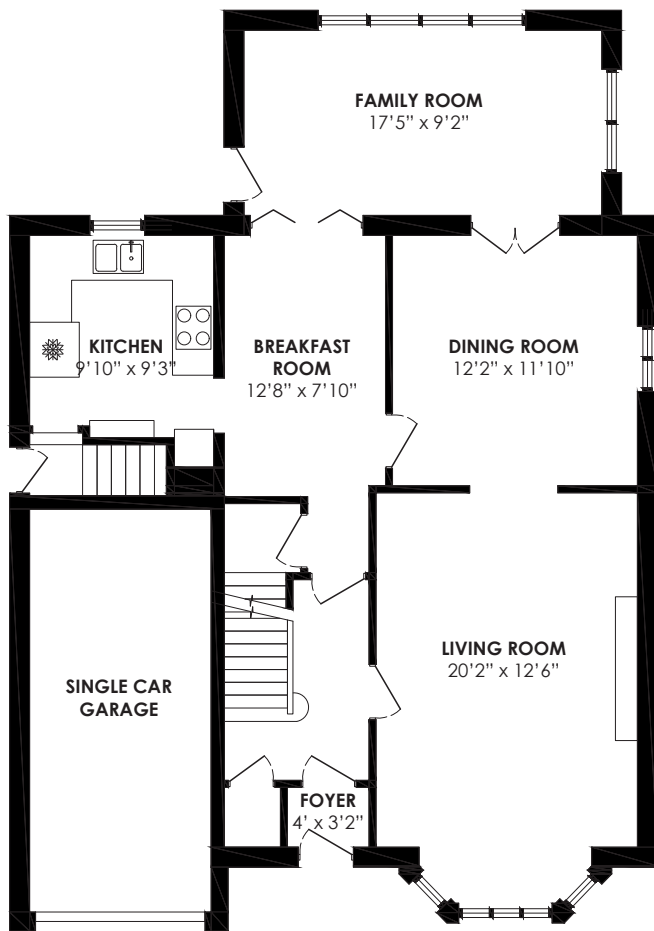 FAMILY ROOM
17’5” x 9’2”
KITCHEN
9’10” x 9’3”
BREAKFAST
ROOM
12’8” x 7’10”
DINING ROOM
12’2” x 11’10”
LIVING ROOM
20’2” x 12’6”
SINGLE CAR
GARAGE
FOYER
4’ x 3’2”